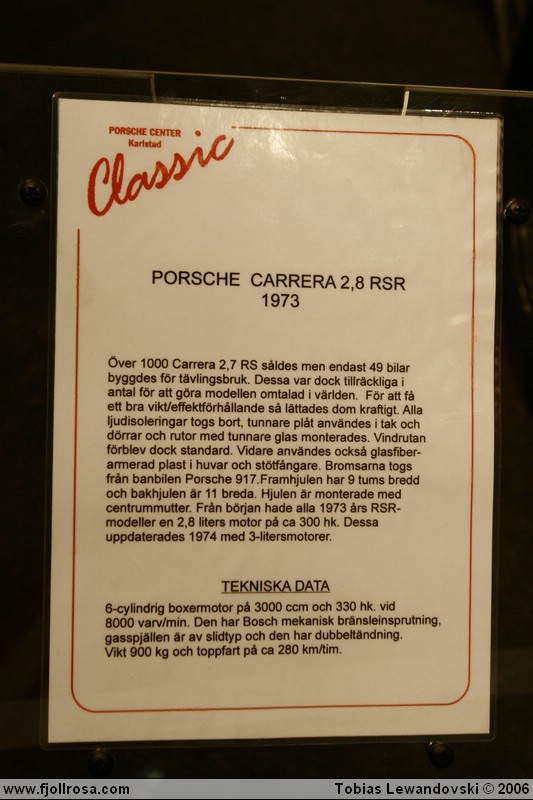 PORSCHE CENTER
Karlstad
Classic
PORSCHE CARRERA 2,8 RSR
1973
Över 1000 Carrera 2,7 RS såldes men endast 49 bilar
byggdes för tävlingsbruk. Dessa var dock tillräckliga i
antal för att göra modellen omtalad i världen. För att få
ett bra vikt/effektförhållande så lättades dom kraftigt. Alla
ljudisoleringar togs bort, tunnare plåt användes i tak och
dörrar och rutor med tunnare glas monterades. Vindrutan
förblev dock standard. Vidare användes också glasfiber-
armerad plast i huvar och stötfångare. Bromsarna togs
från banbilen Porsche 917.Framhjulen har 9 tums bredd
och bakhjulen är 11 breda. Hjulen är monterade med
centrummutter. Från början hade alla 1973 års RSR-
modeller en 2,8 liters motor på ca 300 hk. Dessa
uppdaterades 1974 med 3-litersmotorer.
TEKNISKA DATA
6-cylindrig boxermotor på 3000 ccm och 330 hk. vid
8000 varv/min. Den har Bosch mekanisk bränsleinsprutning,
gasspjällen är av slidtyp och den har dubbeltändning.
Vikt 900 kg och toppfart på ca 280 km/tim.
www.fjollrosa.com Tobias Lewandovski © 2006